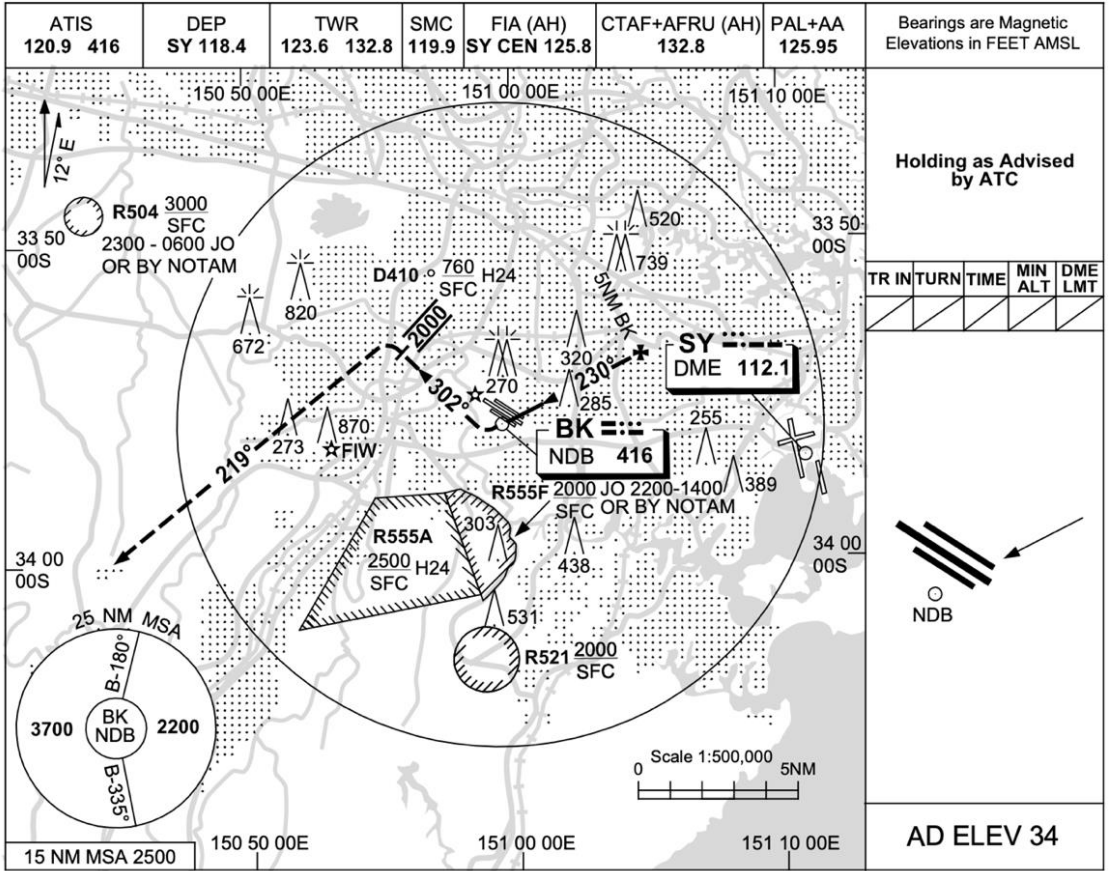 ATIS
120.9 416
DEP
SY 118.4
TWR
123.6 132.8
SMC
119.9
FIA (AH)
SY CEN 125.8
CTAF+AFRU (AH)
132.8
PAL+AA
125.95
Bearings are Magnetic
Elevations in FEET AMSL
150 50 00E
151 00 00E
151 10 00E
12° E
R504 3000
SFC
2300 - 0600 JO
OR BY NOTAM
33 50
00S
33 50
00S
D410 760 H24
SFC
820
672
2000
520
739
5NM BK
320
270
285
230°
302°
SY
DME 112.1
BK
NDB 416
273
870
FIW
219°
255
389
R555F 2000 JO 2200-1400
SFC OR BY NOTAM
R555A
2500 H24
SFC
303
438
34 00
00S
34 00
00S
531
R521 2000
SFC
25 NM MSA
B-180°
3700
BK
NDB
2200
B-335°
15 NM MSA 2500
Scale 1:500,000
0 5NM
150 50 00E
151 00 00E
151 10 00E
Holding as Advised
by ATC
TR IN TURN TIME MIN ALT DME LMT
NDB
AD ELEV 34